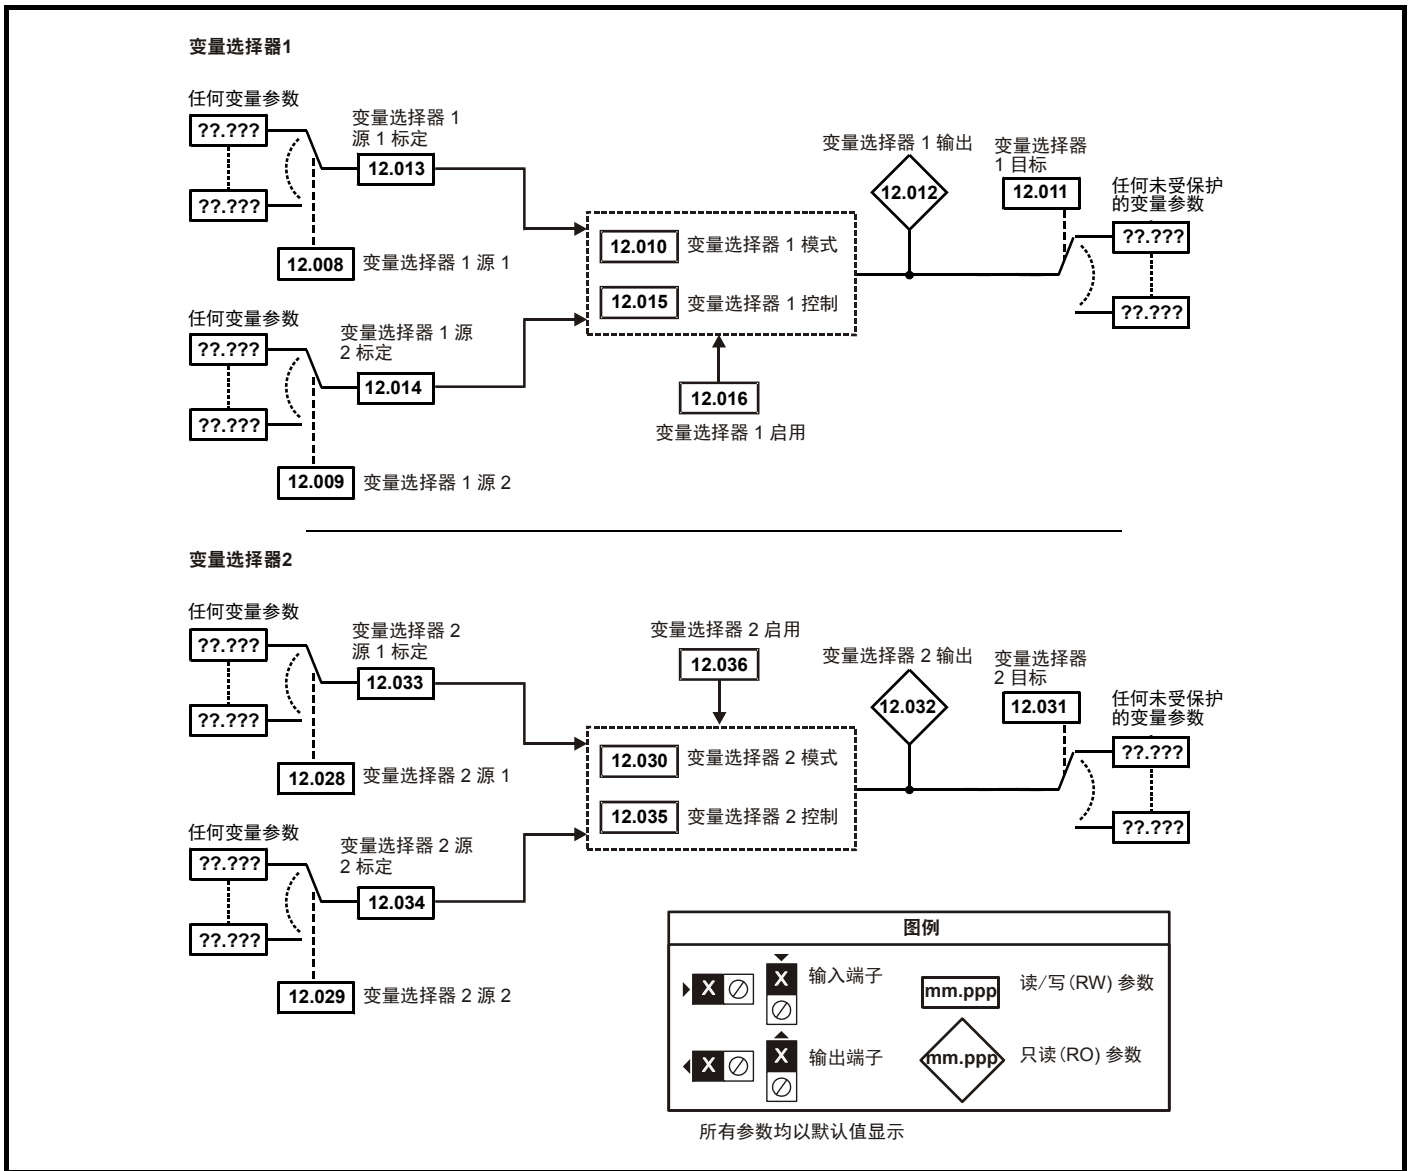 变量选择器1
任何变量参数
??.???
??.???
变量选择器 1
源 1 标定
12.013
12.008
变量选择器 1 源 1
任何变量参数
??.???
??.???
变量选择器 1 源
2 标定
12.014
12.009
变量选择器 1 源 2
12.010
变量选择器 1 模式
12.015
变量选择器 1 控制
12.016
变量选择器 1 启用
变量选择器 1 输出
12.012
变量选择器
1 目标
12.011
任何未受保护
的变量参数
??.???
??.???
变量选择器2
任何变量参数
??.???
??.???
变量选择器 2
源 1 标定
12.033
12.028
变量选择器 2 源 1
任何变量参数
??.???
??.???
变量选择器 2 源
2 标定
12.034
12.029
变量选择器 2 源 2
变量选择器 2 启用
12.036
12.030
变量选择器 2 模式
12.035
变量选择器 2 控制
变量选择器 2 输出
12.032
变量选择器
2 目标
12.031
任何未受保护
的变量参数
??.???
??.???
图例
X
X
输入端子
mm.ppp
读/写(RW) 参数
X
X
输出端子
mm.ppp
只读(RO) 参数
所有参数均以默认值显示